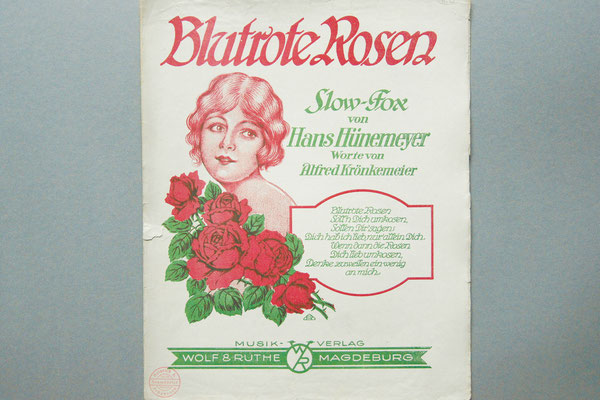 Blutrote Rosen
Slow-Fox
von
Hans Hünemeyer
Worte von
Alfred Krönkemeier
Blutrote Rosen
Soll'n Dich umkosen,
Sollen Dir sagen:
Dich hab ich lieb, nur allein Dich.
Wenn dann die Rosen
Dich lieb umkosen,
Denke zuweilen ein wenig
an mich.
MUSIK-VERLAG
WOLF & RUTHE WR MAGDEBURG